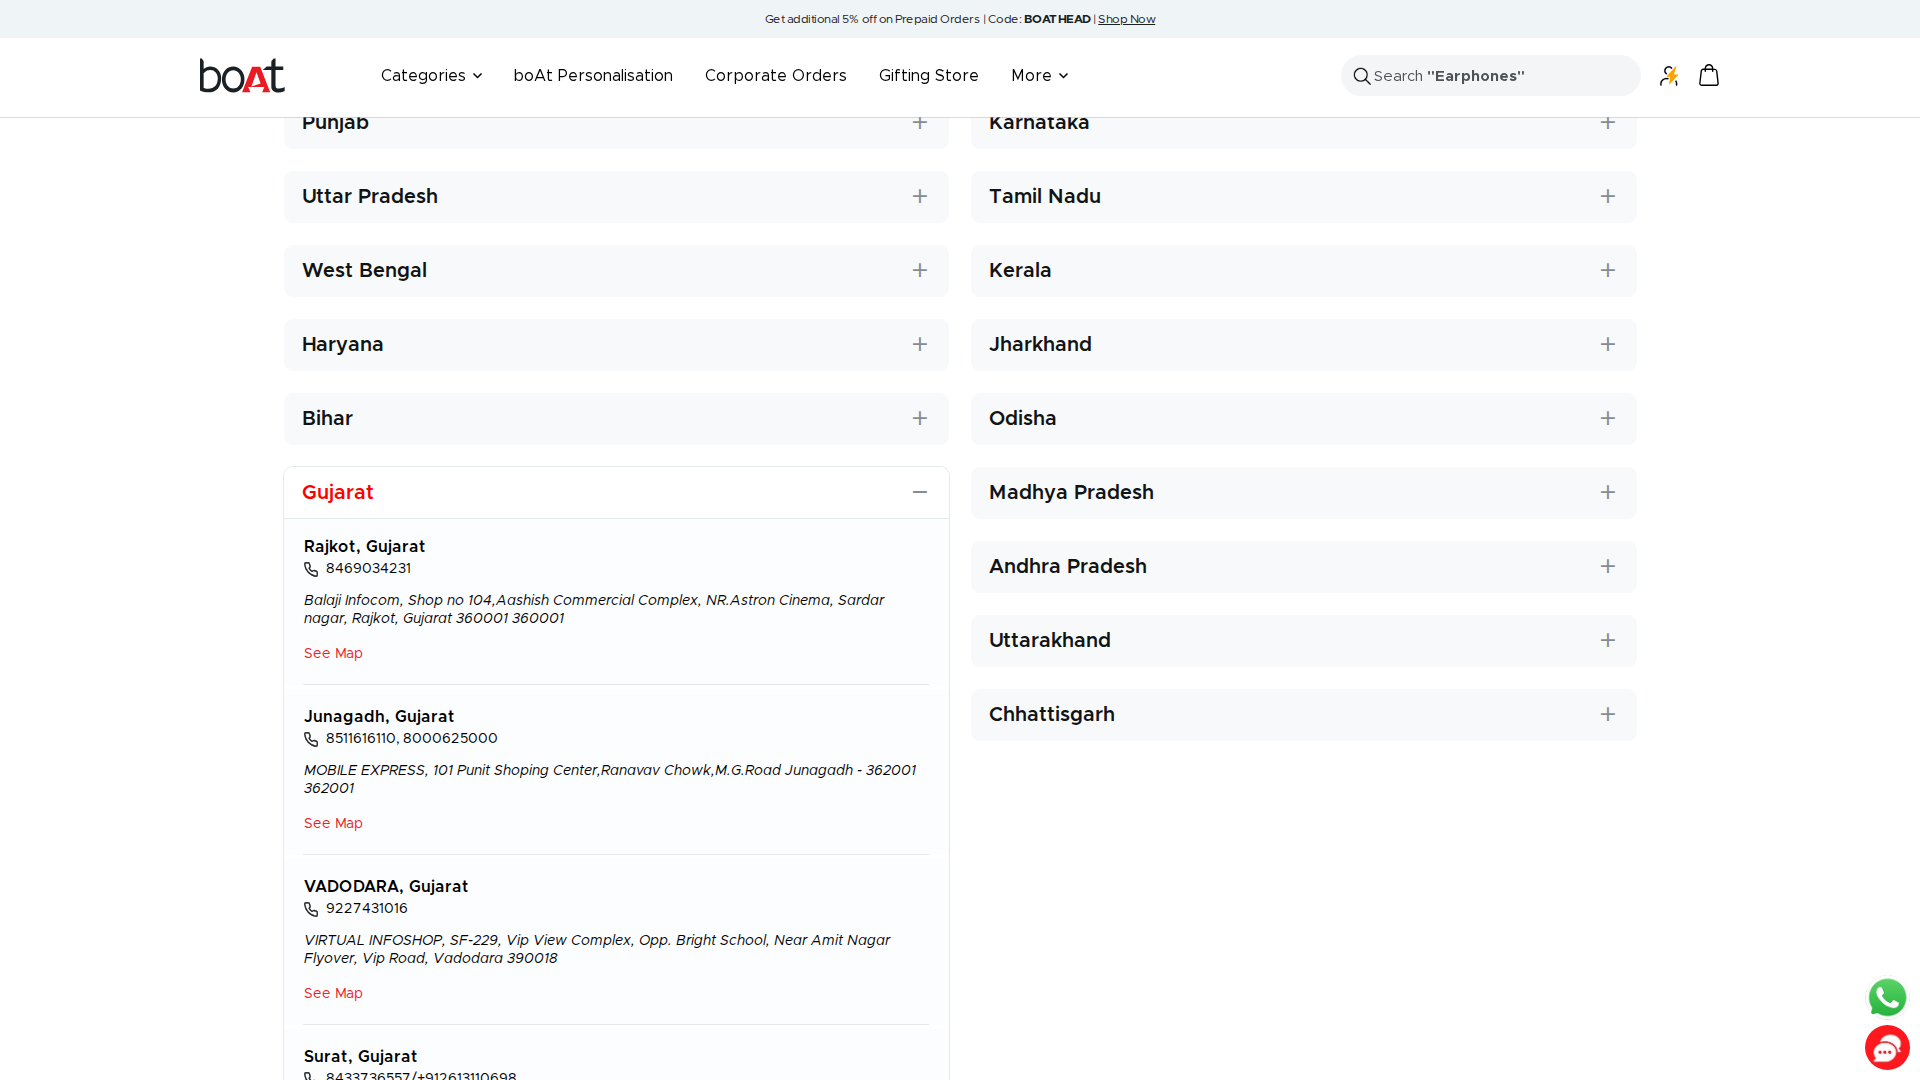 Get additional 5% off on Prepaid Orders | Code: BOATHEAD | Shop Now
boAt
Categories
boAt Personalisation
Corporate Orders
Gifting Store
More
Search "Earphones"
Punjab
Karnataka
Uttar Pradesh
Tamil Nadu
West Bengal
Kerala
Haryana
Jharkhand
Bihar
Odisha
Gujarat
Rajkot, Gujarat
8469034231
Balaji Infocom, Shop no 104,Aashish Commercial Complex, NR.Astron Cinema, Sardar
nagar, Rajkot, Gujarat 360001 360001
See Map
Junagadh, Gujarat
8511616110, 8000625000
MOBILE EXPRESS, 101 Punit Shoping Center,Ranavav Chowk,M.G.Road Junagadh - 362001
362001
See Map
VADODARA, Gujarat
9227431016
VIRTUAL INFOSHOP, SF-229, Vip View Complex, Opp. Bright School, Near Amit Nagar
Flyover, Vip Road, Vadodara 390018
See Map
Surat, Gujarat
8433736557/+912613110698
Madhya Pradesh
Andhra Pradesh
Uttarakhand
Chhattisgarh